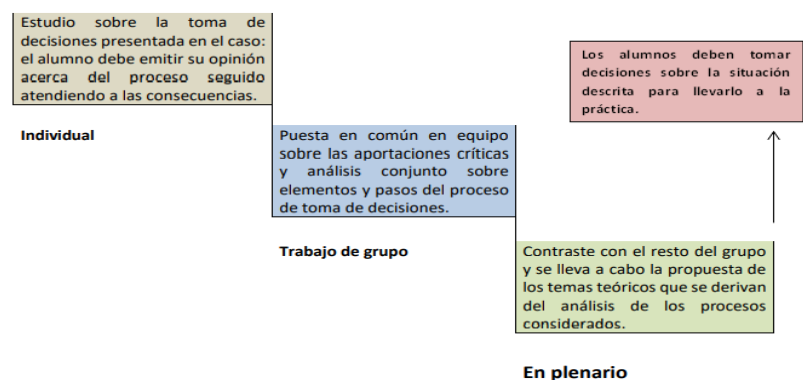 Estudio sobre la toma de
decisiones presentada en el caso:
el alumno debe emitir su opinión
acerca del proceso seguido
atendiendo a las consecuencias.
Individual
Puesta en común en equipo
sobre las aportaciones críticas
y análisis conjunto sobre
elementos y pasos del proceso
de toma de decisiones.
Trabajo de grupo
Contraste con el resto del grupo
y se lleva a cabo la propuesta de
los temas teóricos que se derivan
del análisis de los procesos
considerados.
En plenario
Los alumnos deben tomar
decisiones sobre la situación
descrita para llevarlo a la
práctica.